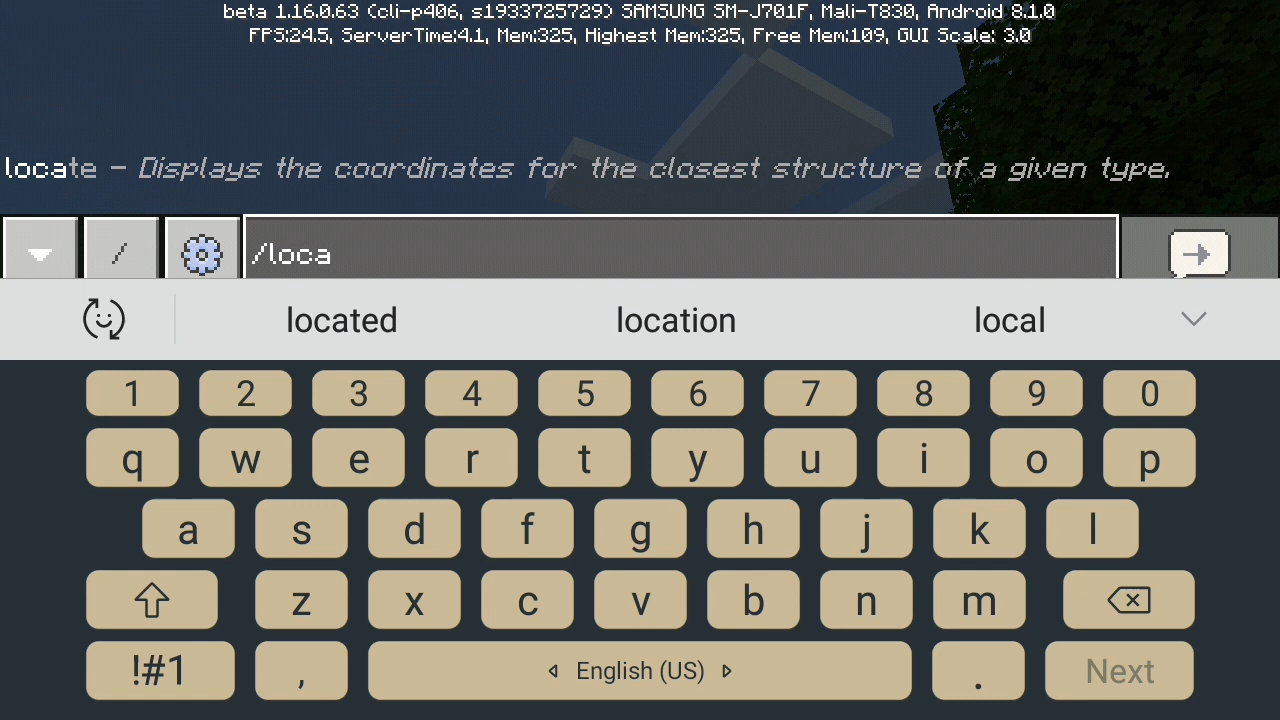 beta 1.16.0.63 (cli-p406, s1933725729) SAMSUNG SM-J701F, Mali-T830, Android 8.1.0
FPS:24.5, ServerTime:4.1, Mem:325, Highest Mem:325, Free Mem:109, GUI Scale: 3.0
locate - Displays the coordinates for the closest structure of a given type.
/ /loca
located location local
1 2 3 4 5 6 7 8 9 0
q w e r t y u i o p
a s d f g h j k l
z x c v b n m
!#1 , English (US) . Next